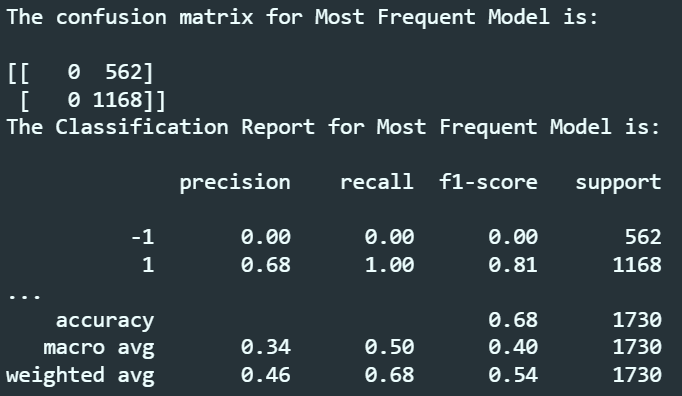 The confusion matrix for Most Frequent Model is:
[[   0  562]
 [   0 1168]]
The Classification Report for Most Frequent Model is:
              precision    recall  f1-score   support
          -1       0.00      0.00      0.00       562
           1       0.68      1.00      0.81      1168
...
    accuracy                           0.68      1730
   macro avg       0.34      0.50      0.40      1730
weighted avg       0.46      0.68      0.54      1730